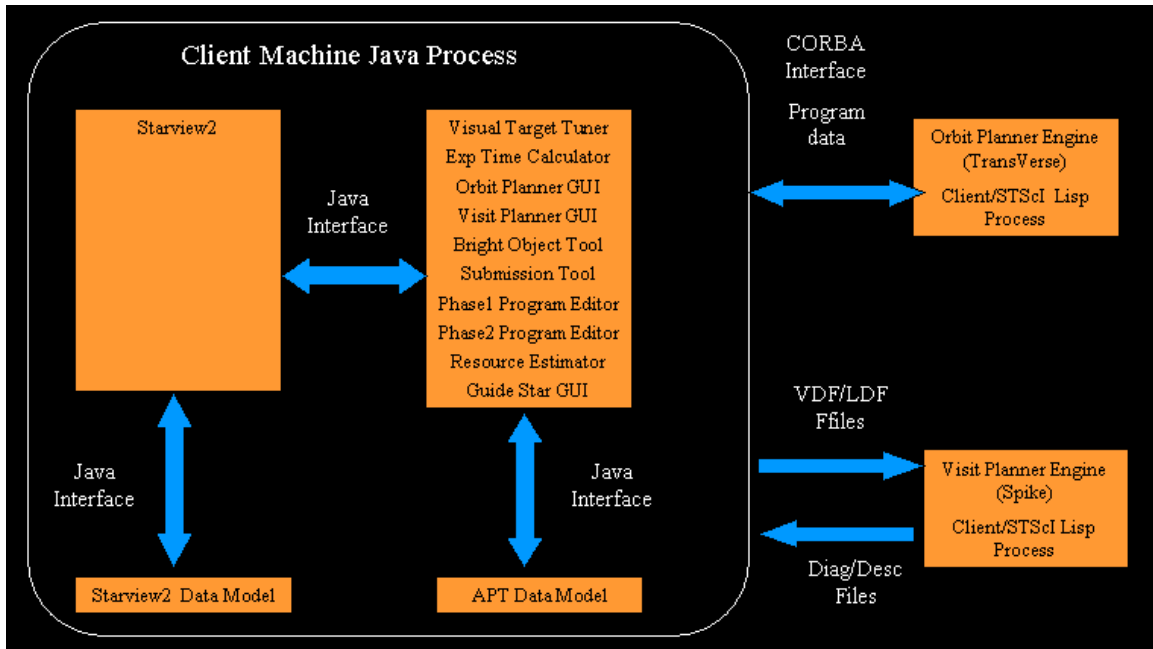 Client Machine Java Process
Starview2
Java
Interface
Visual Target Tuner
Exp Time Calculator
Orbit Planner GUI
Visit Planner GUI
Bright Object Tool
Submission Tool
Phase1 Program Editor
Phase2 Program Editor
Resource Estimator
Guide Star GUI
Java
Interface
Java
Interface
Starview2 Data Model
APT Data Model
CORBA
Interface
Program
data
Orbit Planner Engine
(TransVerse)
Client/STScI Lisp
Process
VDF/LDF
Ffiles
Visit Planner Engine
(Spike)
Client/STScI Lisp
Process
Diag/Desc
Files